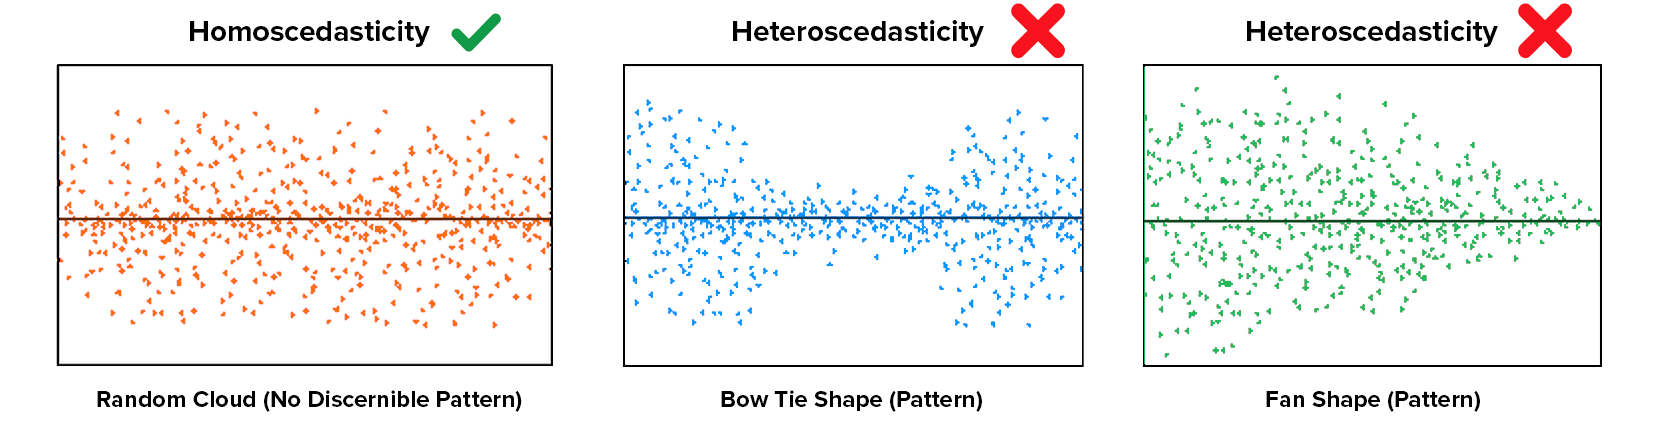 Homoscedasticity
Heteroscedasticity
Heteroscedasticity
Random Cloud (No Discernible Pattern)
Bow Tie Shape (Pattern)
Fan Shape (Pattern)